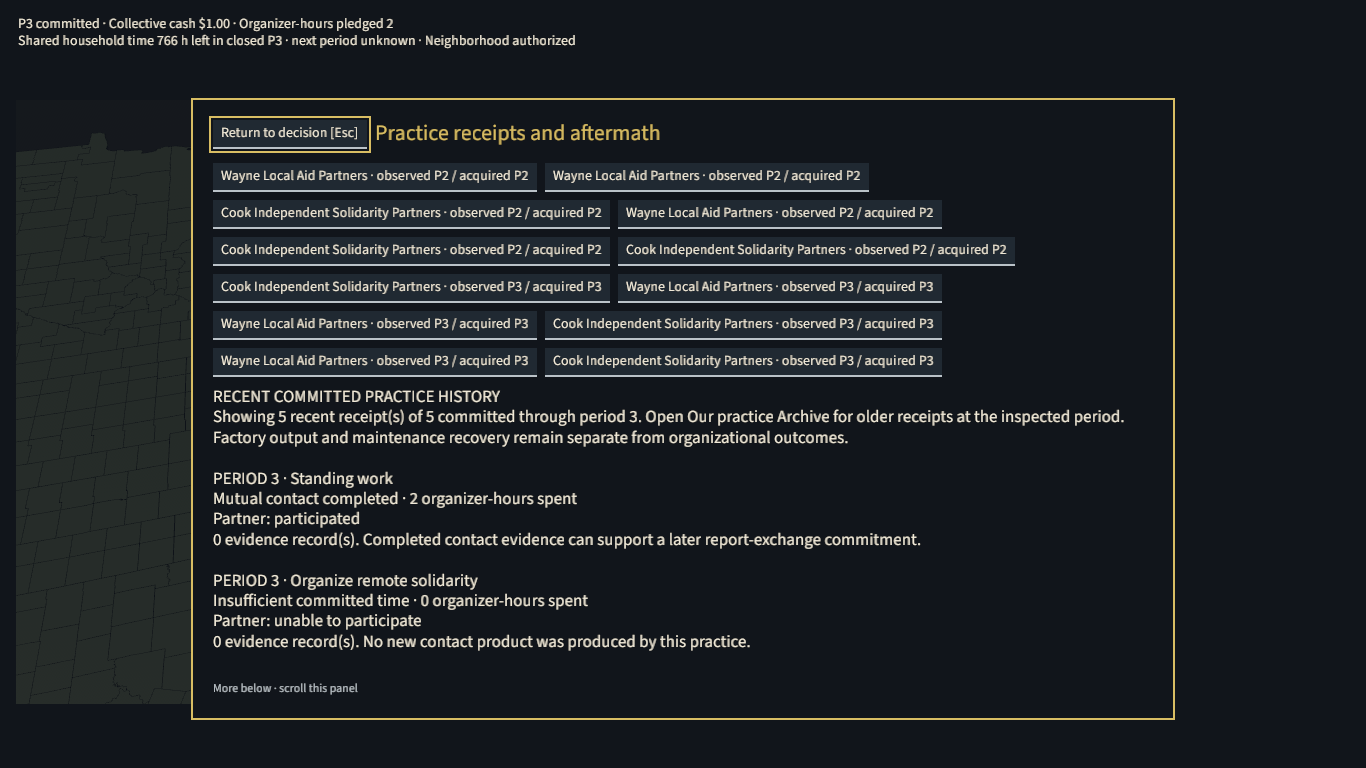 P3 committed · Collective cash $1.00 · Organizer-hours pledged 2
Shared household time 766 h left in closed P3 · next period unknown · Neighborhood authorized
Return to decision [Esc] Practice receipts and aftermath
Wayne Local Aid Partners · observed P2 / acquired P2 Wayne Local Aid Partners · observed P2 / acquired P2
Cook Independent Solidarity Partners · observed P2 / acquired P2 Wayne Local Aid Partners · observed P2 / acquired P2
Cook Independent Solidarity Partners · observed P2 / acquired P2 Cook Independent Solidarity Partners · observed P2 / acquired P2
Cook Independent Solidarity Partners · observed P3 / acquired P3 Wayne Local Aid Partners · observed P3 / acquired P3
Wayne Local Aid Partners · observed P3 / acquired P3 Cook Independent Solidarity Partners · observed P3 / acquired P3
Wayne Local Aid Partners · observed P3 / acquired P3 Cook Independent Solidarity Partners · observed P3 / acquired P3
RECENT COMMITTED PRACTICE HISTORY
Showing 5 recent receipt(s) of 5 committed through period 3. Open Our practice Archive for older receipts at the inspected period.
Factory output and maintenance recovery remain separate from organizational outcomes.
PERIOD 3 · Standing work
Mutual contact completed · 2 organizer-hours spent
Partner: participated
0 evidence record(s). Completed contact evidence can support a later report-exchange commitment.
PERIOD 3 · Organize remote solidarity
Insufficient committed time · 0 organizer-hours spent
Partner: unable to participate
0 evidence record(s). No new contact product was produced by this practice.
More below · scroll this panel